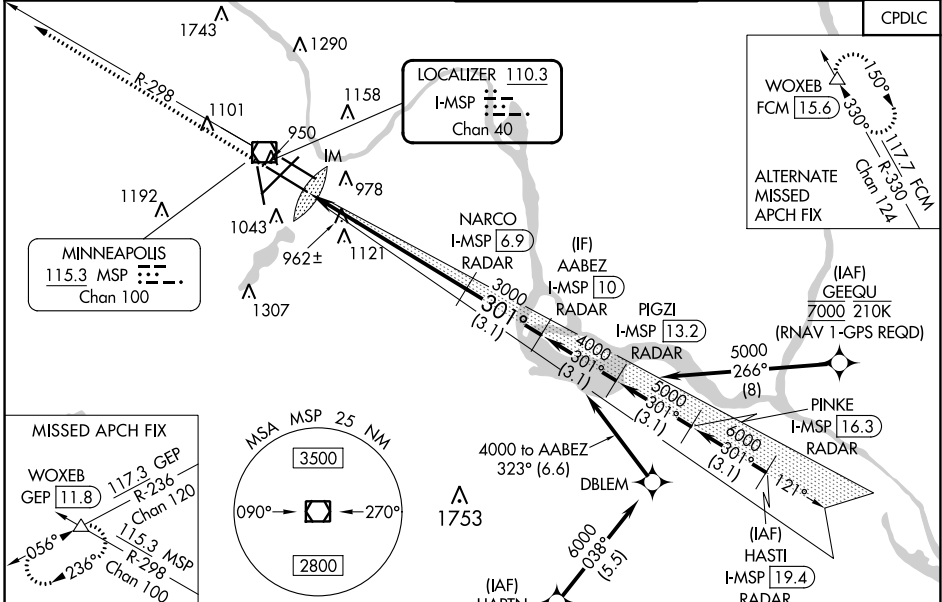 CPDLC
1743
1290
R-298
1101
1158
950
IM
978
1192
1043
962±
1121
1307
LOCALIZER 110.3
I-MSP
Chan 40
MINNEAPOLIS
115.3 MSP
Chan 100
WOXEB
FCM 15.6
150°
330°
117.7 FCM
R-330
Chan 124
ALTERNATE
MISSED
APCH FIX
NARCO
I-MSP 6.9
RADAR
(IF)
AABEZ
I-MSP 10
RADAR
PIGZI
I-MSP 13.2
RADAR
(IAF)
GEEQU
7000 210K
(RNAV 1-GPS REQD)
5000
266°
(8)
3000
301°
(3.1)
4000
301°
(3.1)
5000
301°
(3.1)
6000
301°
(3.1)
121°
PINKE
I-MSP 16.3
RADAR
4000 to AABEZ
323° (6.6)
DBLEM
6000
038°
(5.5)
(IAF)
HASTI
I-MSP 19.4
RADAR
(IAF)
1753
MISSED APCH FIX
WOXEB
GEP 11.8
117.3 GEP
R-236
Chan 120
056°
236°
115.3 MSP
R-298
Chan 100
MSA MSP 25 NM
3500
090°
270°
2800